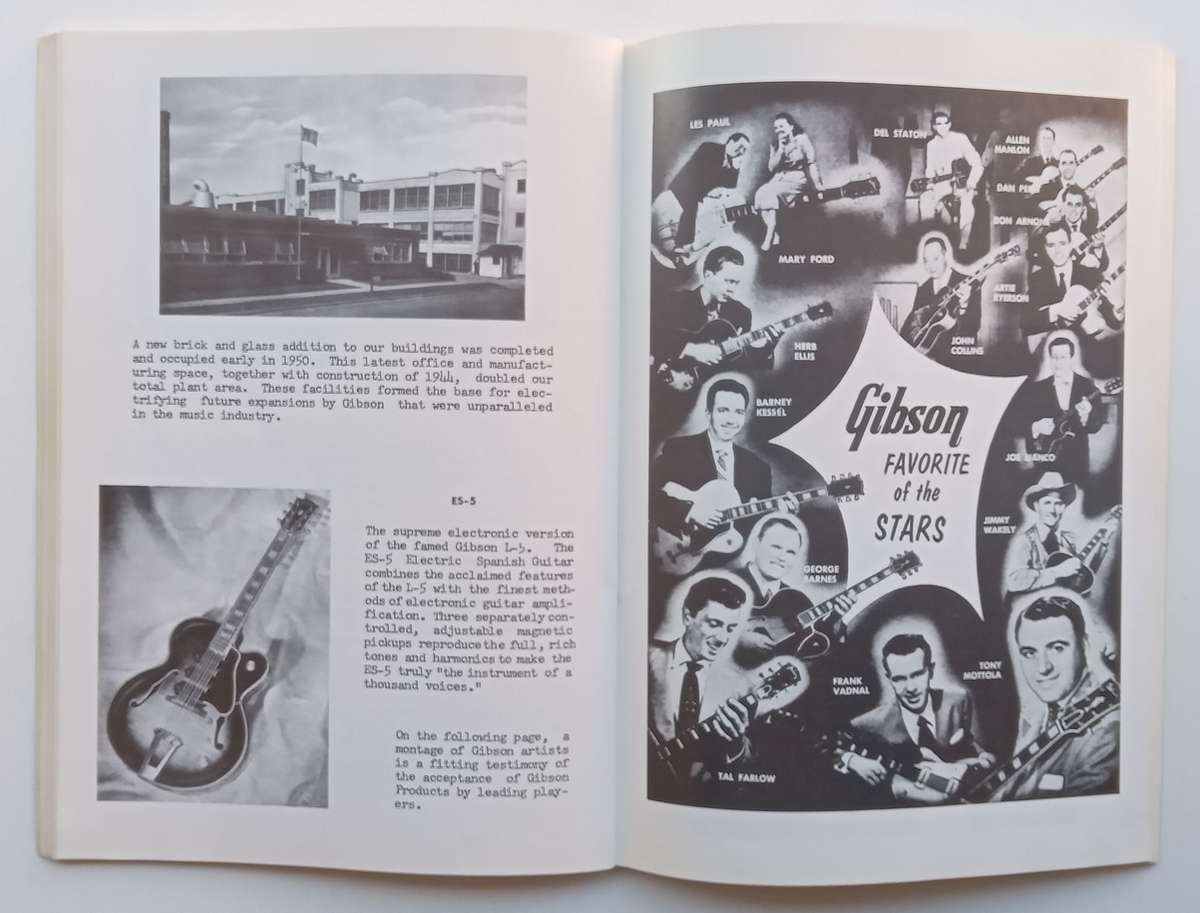 A new brick and glass addition to our buildings was completed
and occupied early in 1950. This latest office and manufact-
uring space, together with construction of 1944, doubled our
total plant area. These facilities formed the base for elec-
trifying future expansions by Gibson that were unparalleled
in the music industry.
ES-5
The supreme electronic version
of the famed Gibson L-5. The
ES-5 Electric Spanish Guitar
combines the acclaimed features
of the L-5 with the finest meth-
ods of electronic guitar ampli-
fication. Three separately con-
trolled, adjustable magnetic
pickups reproduce the full, rich
tones and harmonics to make the
ES-5 truly "the instrument of a
thousand voices."
On the following page, a
montage of Gibson artists
is a fitting testimony of
the acceptance of Gibson
Products by leading play-
ers.
LES PAUL
DEL STATON
ALLEN
HANLON
DAN
DON ARNONE
MARY FORD
ARTIE
RYERSON
HERB
ELLIS
JOHN
COLLINS
BARNEY
KESSEL
Gibson
FAVORITE
of the
STARS
JOE MANCO
JIMMY
WAKELY
GEORGE
BARNES
TONY
MOTTOLA
FRANK
VADNAL
TAL FARLOW